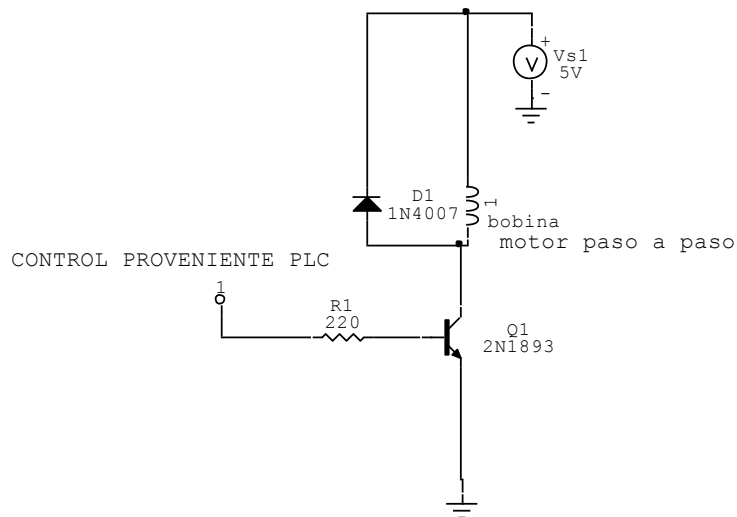 +
V
Vs1
5V
-
D1
1N4007
1
bobina
motor paso a paso
CONTROL PROVENIENTE PLC
1
R1
220
Q1
2N1893